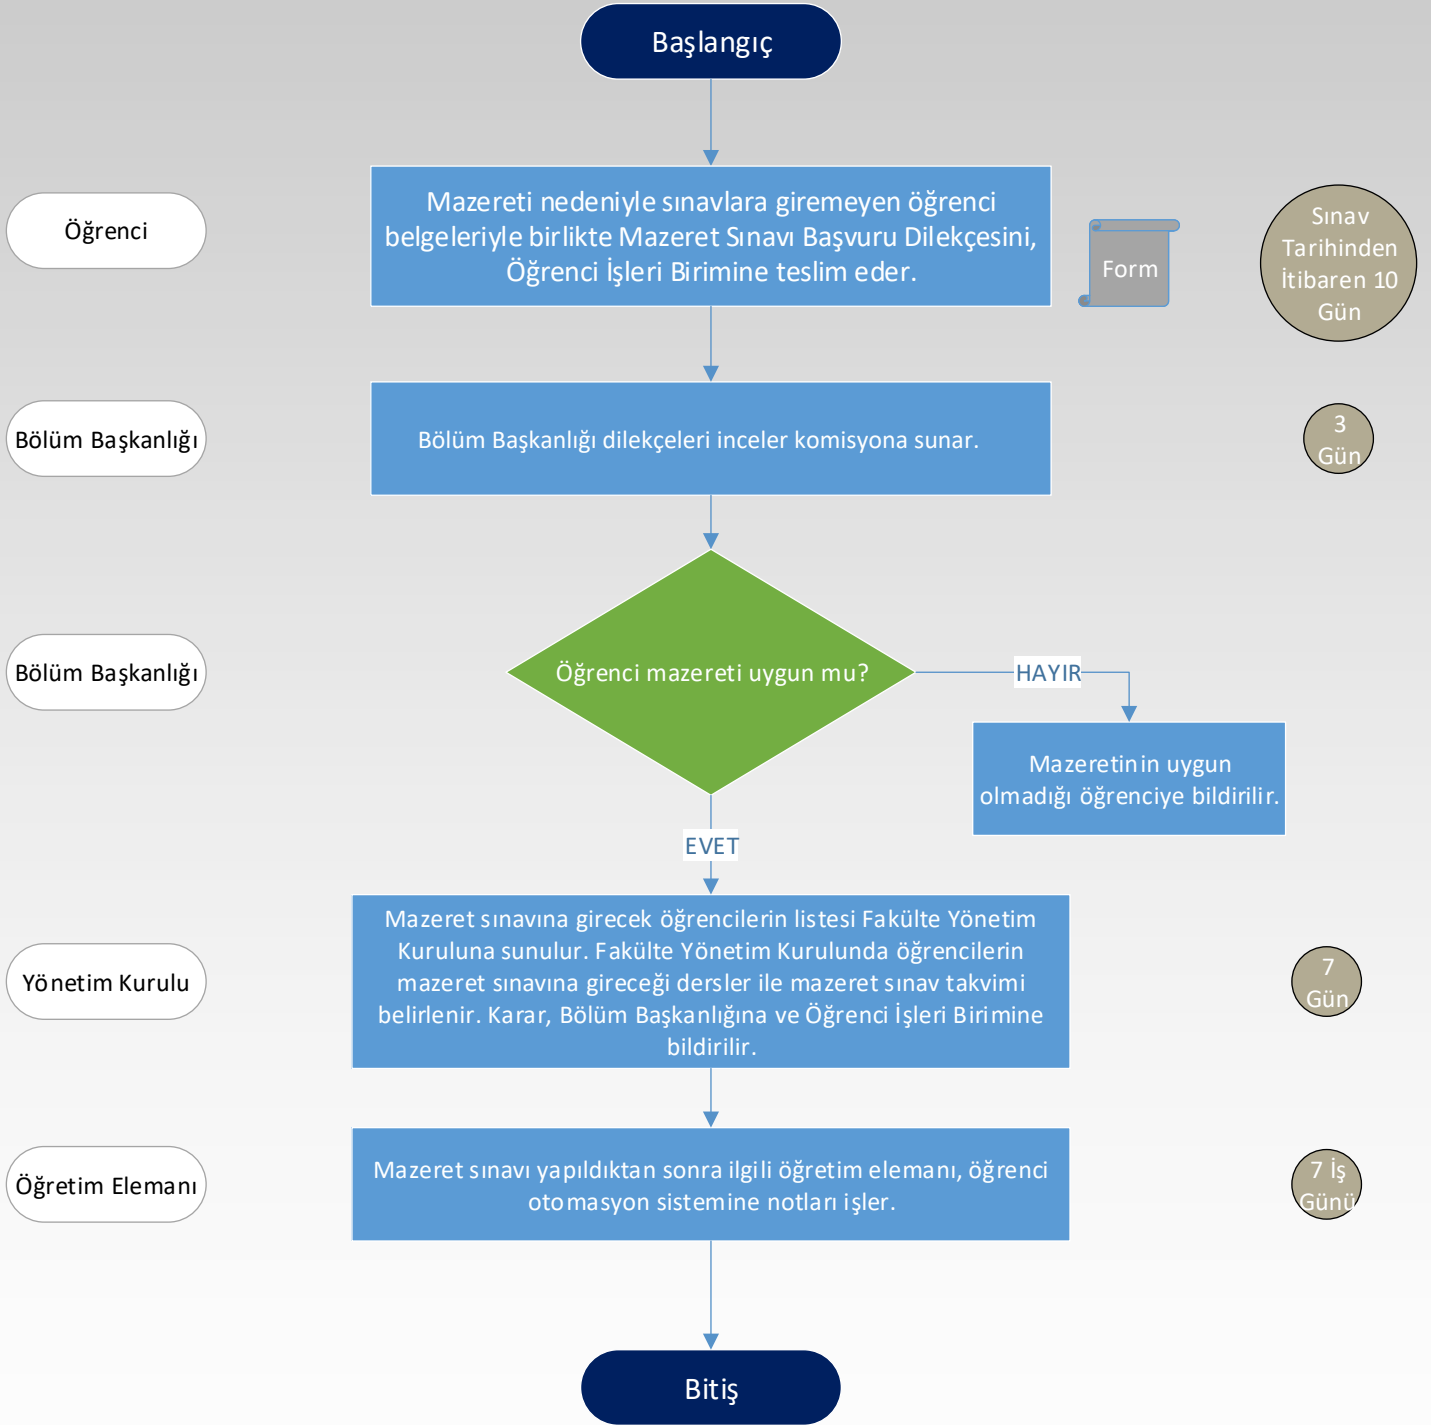 Başlangıç
Öğrenci
Mazereti nedeniyle sınavlara giremeyen öğrenci
belgeleriyle birlikte Mazeret Sınavı Başvuru Dilekçesini,
Öğrenci İşleri Birimine teslim eder.
Form
Sınav
Tarihinden
İtibaren 10
Gün
Bölüm Başkanlığı
Bölüm Başkanlığı dilekçeleri inceler komisyona sunar.
3
Gün
Bölüm Başkanlığı
Öğrenci mazereti uygun mu?
HAYIR
Mazeretinin uygun
olmadığı öğrenciye bildirilir.
EVET
Yönetim Kurulu
Mazeret sınavına girecek öğrencilerin listesi Fakülte Yönetim
Kuruluna sunulur. Fakülte Yönetim Kurulunda öğrencilerin
mazeret sınavına gireceği dersler ile mazeret sınav takvimi
belirlenir. Karar, Bölüm Başkanlığına ve Öğrenci İşleri Birimine
bildirilir.
7
Gün
Öğretim Elemanı
Mazeret sınavı yapıldıktan sonra ilgili öğretim elemanı, öğrenci
otomasyon sistemine notları işler.
7 İş
Günü
Bitiş